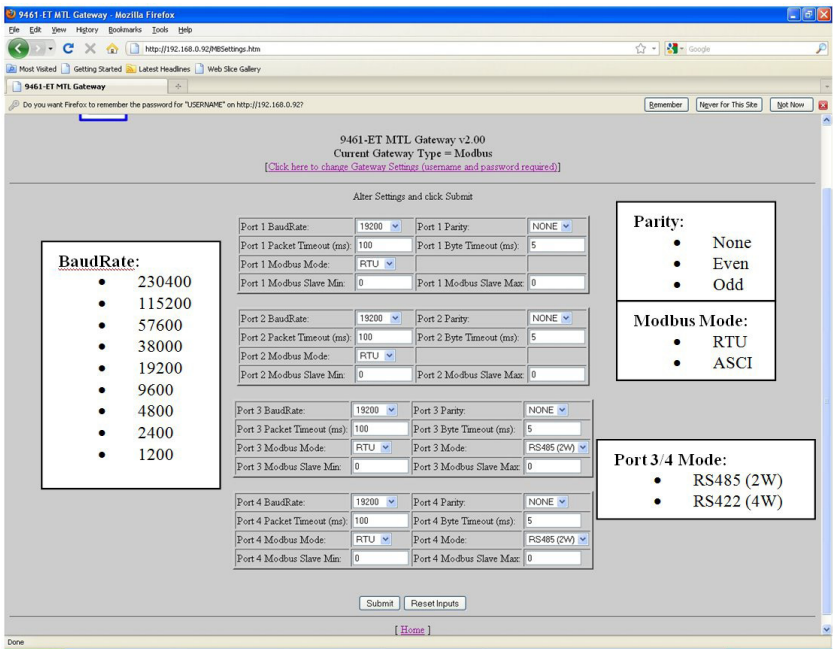 9461-ET MTL Gateway - Mozilla Firefox
File Edit View History Bookmarks Tools Help
http://192.168.0.92/MBSettings.htm
Google
Most Visited Getting Started Latest Headlines Web Slice Gallery
9461-ET MTL Gateway
Do you want Firefox to remember the password for "USERNAME" on http://192.168.0.92?
Remember Never for This Site Not Now
9461-ET MTL Gateway v2.00
Current Gateway Type = Modbus
[Click here to change Gateway Settings (username and password required)]
Alter Settings and click Submit
BaudRate:
• 230400
• 115200
• 57600
• 38000
• 19200
• 9600
• 4800
• 2400
• 1200
Port 1 BaudRate: 19200 Port 1 Parity: NONE
Port 1 Packet Timeout (ms): 100 Port 1 Byte Timeout (ms): 5
Port 1 Modbus Mode: RTU
Port 1 Modbus Slave Min: 0 Port 1 Modbus Slave Max: 0
Port 2 BaudRate: 19200 Port 2 Parity: NONE
Port 2 Packet Timeout (ms): 100 Port 2 Byte Timeout (ms): 5
Port 2 Modbus Mode: RTU
Port 2 Modbus Slave Min: 0 Port 2 Modbus Slave Max: 0
Port 3 BaudRate: 19200 Port 3 Parity: NONE
Port 3 Packet Timeout (ms): 100 Port 3 Byte Timeout (ms): 5
Port 3 Modbus Mode: RTU Port 3 Mode: RS485 (2W)
Port 3 Modbus Slave Min: 0 Port 3 Modbus Slave Max: 0
Port 4 BaudRate: 19200 Port 4 Parity: NONE
Port 4 Packet Timeout (ms): 100 Port 4 Byte Timeout (ms): 5
Port 4 Modbus Mode: RTU Port 4 Mode: RS485 (2W)
Port 4 Modbus Slave Min: 0 Port 4 Modbus Slave Max: 0
Parity:
• None
• Even
• Odd
Modbus Mode:
• RTU
• ASCI
Port 3/4 Mode:
• RS485 (2W)
• RS422 (4W)
Submit Reset Inputs
[ Home ]
Done